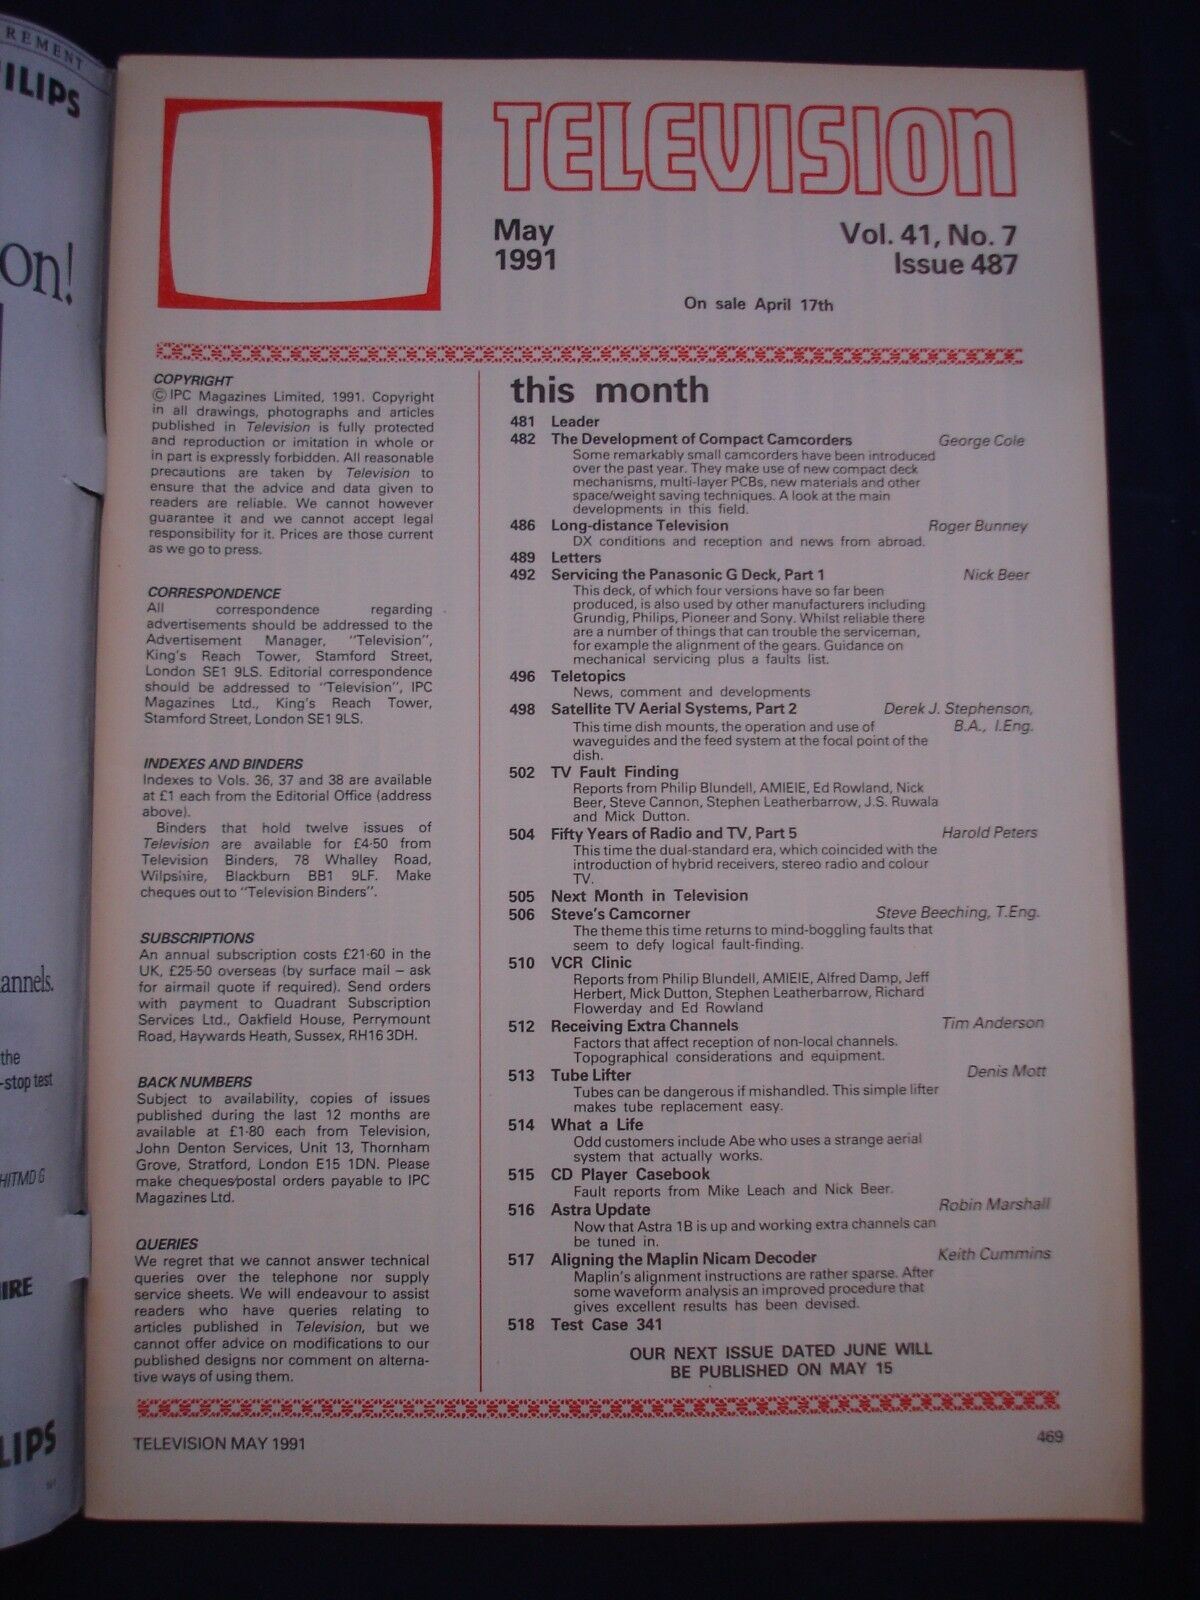 REMENT
ILIPS
on!
annels.
the
-stop test
HITMD G
IRE
LIPS
TELEVISION
May
1991
Vol. 41, No. 7
Issue 487
On sale April 17th
COPYRIGHT
© IPC Magazines Limited, 1991. Copyright
in all drawings, photographs and articles
published in Television is fully protected
and reproduction or imitation in whole or
in part is expressly forbidden. All reasonable
precautions are taken by Television to
ensure that the advice and data given to
readers are reliable. We cannot however
guarantee it and we cannot accept legal
responsibility for it. Prices are those current
as we go to press.
CORRESPONDENCE
All correspondence regarding
advertisements should be addressed to the
Advertisement Manager, "Television",
King's Reach Tower, Stamford Street,
London SE1 9LS. Editorial correspondence
should be addressed to "Television", IPC
Magazines Ltd., King's Reach Tower,
Stamford Street, London SE1 9LS.
INDEXES AND BINDERS
Indexes to Vols. 36, 37 and 38 are available
at £1 each from the Editorial Office (address
above).
Binders that hold twelve issues of
Television are available for £4·50 from
Television Binders, 78 Whalley Road,
Wilpshire, Blackburn BB1 9LF. Make
cheques out to "Television Binders".
SUBSCRIPTIONS
An annual subscription costs £21·60 in the
UK, £25·50 overseas (by surface mail – ask
for airmail quote if required). Send orders
with payment to Quadrant Subscription
Services Ltd., Oakfield House, Perrymount
Road, Haywards Heath, Sussex, RH16 3DH.
BACK NUMBERS
Subject to availability, copies of issues
published during the last 12 months are
available at £1·80 each from Television,
John Denton Services, Unit 13, Thornham
Grove, Stratford, London E15 1DN. Please
make cheques/postal orders payable to IPC
Magazines Ltd.
QUERIES
We regret that we cannot answer technical
queries over the telephone nor supply
service sheets. We will endeavour to assist
readers who have queries relating to
articles published in Television, but we
cannot offer advice on modifications to our
published designs nor comment on alterna-
tive ways of using them.
this month
481 Leader
482 The Development of Compact Camcorders George Cole
Some remarkably small camcorders have been introduced
over the past year. They make use of new compact deck
mechanisms, multi-layer PCBs, new materials and other
space/weight saving techniques. A look at the main
developments in this field.
486 Long-distance Television Roger Bunney
DX conditions and reception and news from abroad.
489 Letters
492 Servicing the Panasonic G Deck, Part 1 Nick Beer
This deck, of which four versions have so far been
produced, is also used by other manufacturers including
Grundig, Philips, Pioneer and Sony. Whilst reliable there
are a number of things that can trouble the serviceman,
for example the alignment of the gears. Guidance on
mechanical servicing plus a faults list.
496 Teletopics
News, comment and developments
498 Satellite TV Aerial Systems, Part 2 Derek J. Stephenson,
This time dish mounts, the operation and use of B.A., I.Eng.
waveguides and the feed system at the focal point of the
dish.
502 TV Fault Finding
Reports from Philip Blundell, AMIEIE, Ed Rowland, Nick
Beer, Steve Cannon, Stephen Leatherbarrow, J.S. Ruwala
and Mick Dutton.
504 Fifty Years of Radio and TV, Part 5 Harold Peters
This time the dual-standard era, which coincided with the
introduction of hybrid receivers, stereo radio and colour
TV.
505 Next Month in Television
506 Steve's Camcorner Steve Beeching, T.Eng.
The theme this time returns to mind-boggling faults that
seem to defy logical fault-finding.
510 VCR Clinic
Reports from Philip Blundell, AMIEIE, Alfred Damp, Jeff
Herbert, Mick Dutton, Stephen Leatherbarrow, Richard
Flowerday and Ed Rowland
512 Receiving Extra Channels Tim Anderson
Factors that affect reception of non-local channels.
Topographical considerations and equipment.
513 Tube Lifter Denis Mott
Tubes can be dangerous if mishandled. This simple lifter
makes tube replacement easy.
514 What a Life
Odd customers include Abe who uses a strange aerial
system that actually works.
515 CD Player Casebook
Fault reports from Mike Leach and Nick Beer.
516 Astra Update Robin Marshall
Now that Astra 1B is up and working extra channels can
be tuned in.
517 Aligning the Maplin Nicam Decoder Keith Cummins
Maplin's alignment instructions are rather sparse. After
some waveform analysis an improved procedure that
gives excellent results has been devised.
518 Test Case 341
OUR NEXT ISSUE DATED JUNE WILL
BE PUBLISHED ON MAY 15
TELEVISION MAY 1991
469